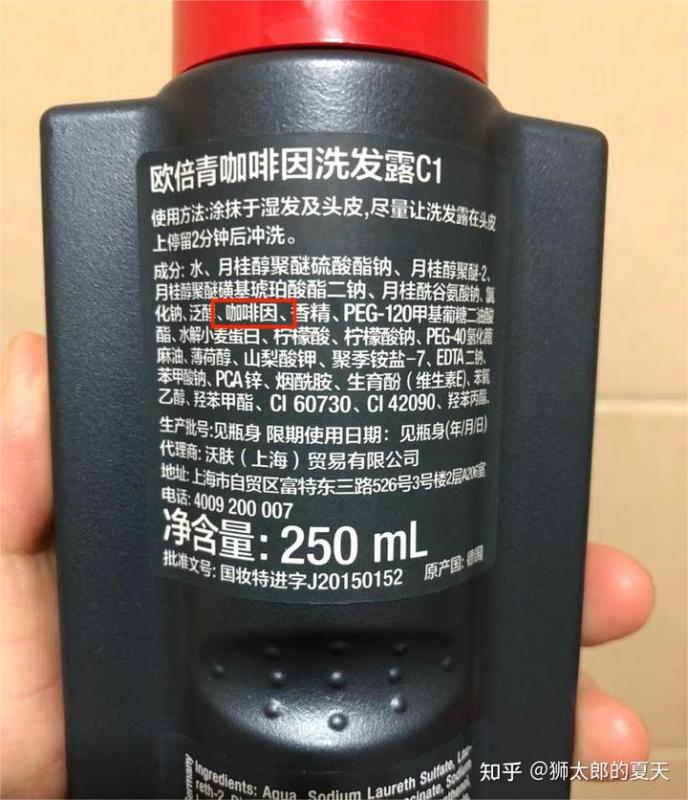 欧倍青咖啡因洗发露C1
使用方法:涂抹于湿发及头皮,尽量让洗发露在头皮
上停留2分钟后冲洗。
成分: 水、月桂醇聚醚硫酸酯钠、月桂醇聚醚-2、
月桂醇聚醚磺基琥珀酸酯二钠、月桂酰谷氨酸钠、氯
化钠、泛醇、咖啡因、香精、PEG-120甲基葡糖二油酸
酯、水解小麦蛋白、柠檬酸、柠檬酸钠、PEG-40氢化蓖
麻油、薄荷醇、山梨酸钾、聚季铵盐-7、EDTA二钠、
苯甲酸钠、PCA锌、烟酰胺、生育酚（维生素E)、苯氧
乙醇、羟苯甲酯、CI 60730、CI 42090、羟苯丙酯、
生产批号:见瓶身 限期使用日期: 见瓶身(年/月/日)
代理商: 沃肤（上海）贸易有限公司
地址: 上海市自贸区富特东三路526号3号楼2层A206室
电话: 4009 200 007
净含量: 250 mL
批准文号: 国妆特进字J20150152 原产国: 德国
Germany
Ingredients: Aqua, Sodium Laureth Sulfate, Lau-
reth-2,
知乎 @狮太郎的夏天